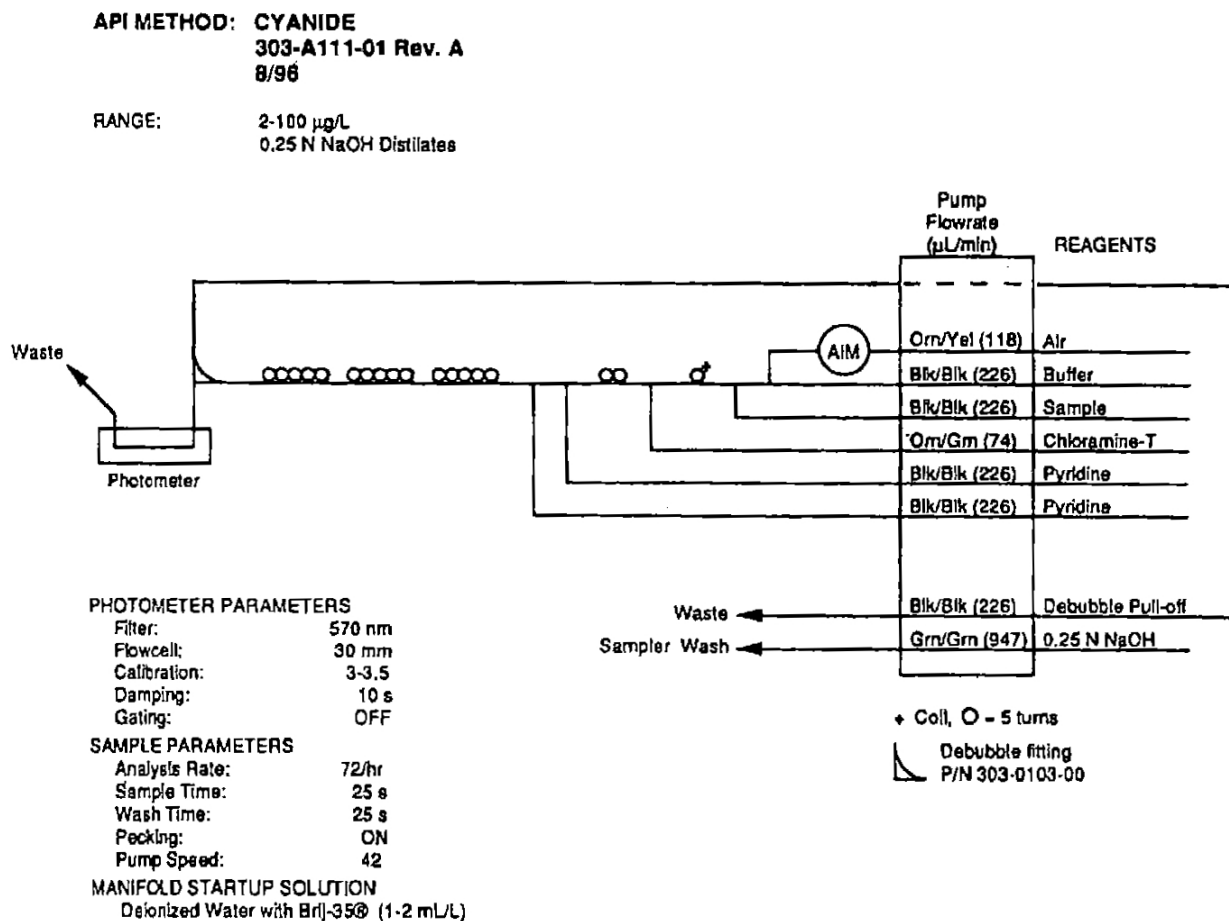 API METHOD: CYANIDE
303-A111-01 Rev. A
8/96
RANGE: 2-100 µg/L
0.25 N NaOH Distilates
Pump
Flowrate
(µL/min)
REAGENTS
Waste
AIM
Orn/Yel (118) Air
Blk/Blk (226) Buffer
Blk/Blk (226) Sample
Orn/Grn (74) Chloramine-T
Blk/Blk (226) Pyridine
Blk/Blk (226) Pyridine
Photometer
Waste
Blk/Blk (226) Debubble Pull-off
Sampler Wash
Grn/Grn (947) 0.25 N NaOH
+ Coil, O = 5 turns
Debubble fitting
P/N 303-0103-00
PHOTOMETER PARAMETERS
Filter: 570 nm
Flowcell: 30 mm
Calibration: 3-3.5
Damping: 10 s
Gating: OFF
SAMPLE PARAMETERS
Analysis Rate: 72/hr
Sample Time: 25 s
Wash Time: 25 s
Pecking: ON
Pump Speed: 42
MANIFOLD STARTUP SOLUTION
Deionized Water with Brij-35® (1-2 mL/L)